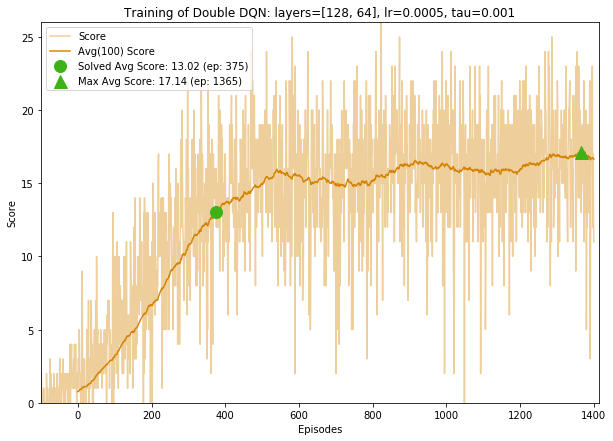 Training of Double DQN: layers=[128, 64], lr=0.0005, tau=0.001
Score
Avg(100) Score
Solved Avg Score: 13.02 (ep: 375)
Max Avg Score: 17.14 (ep: 1365)
25
20
15
10
5
0
Score
0 200 400 600 800 1000 1200 1400
Episodes